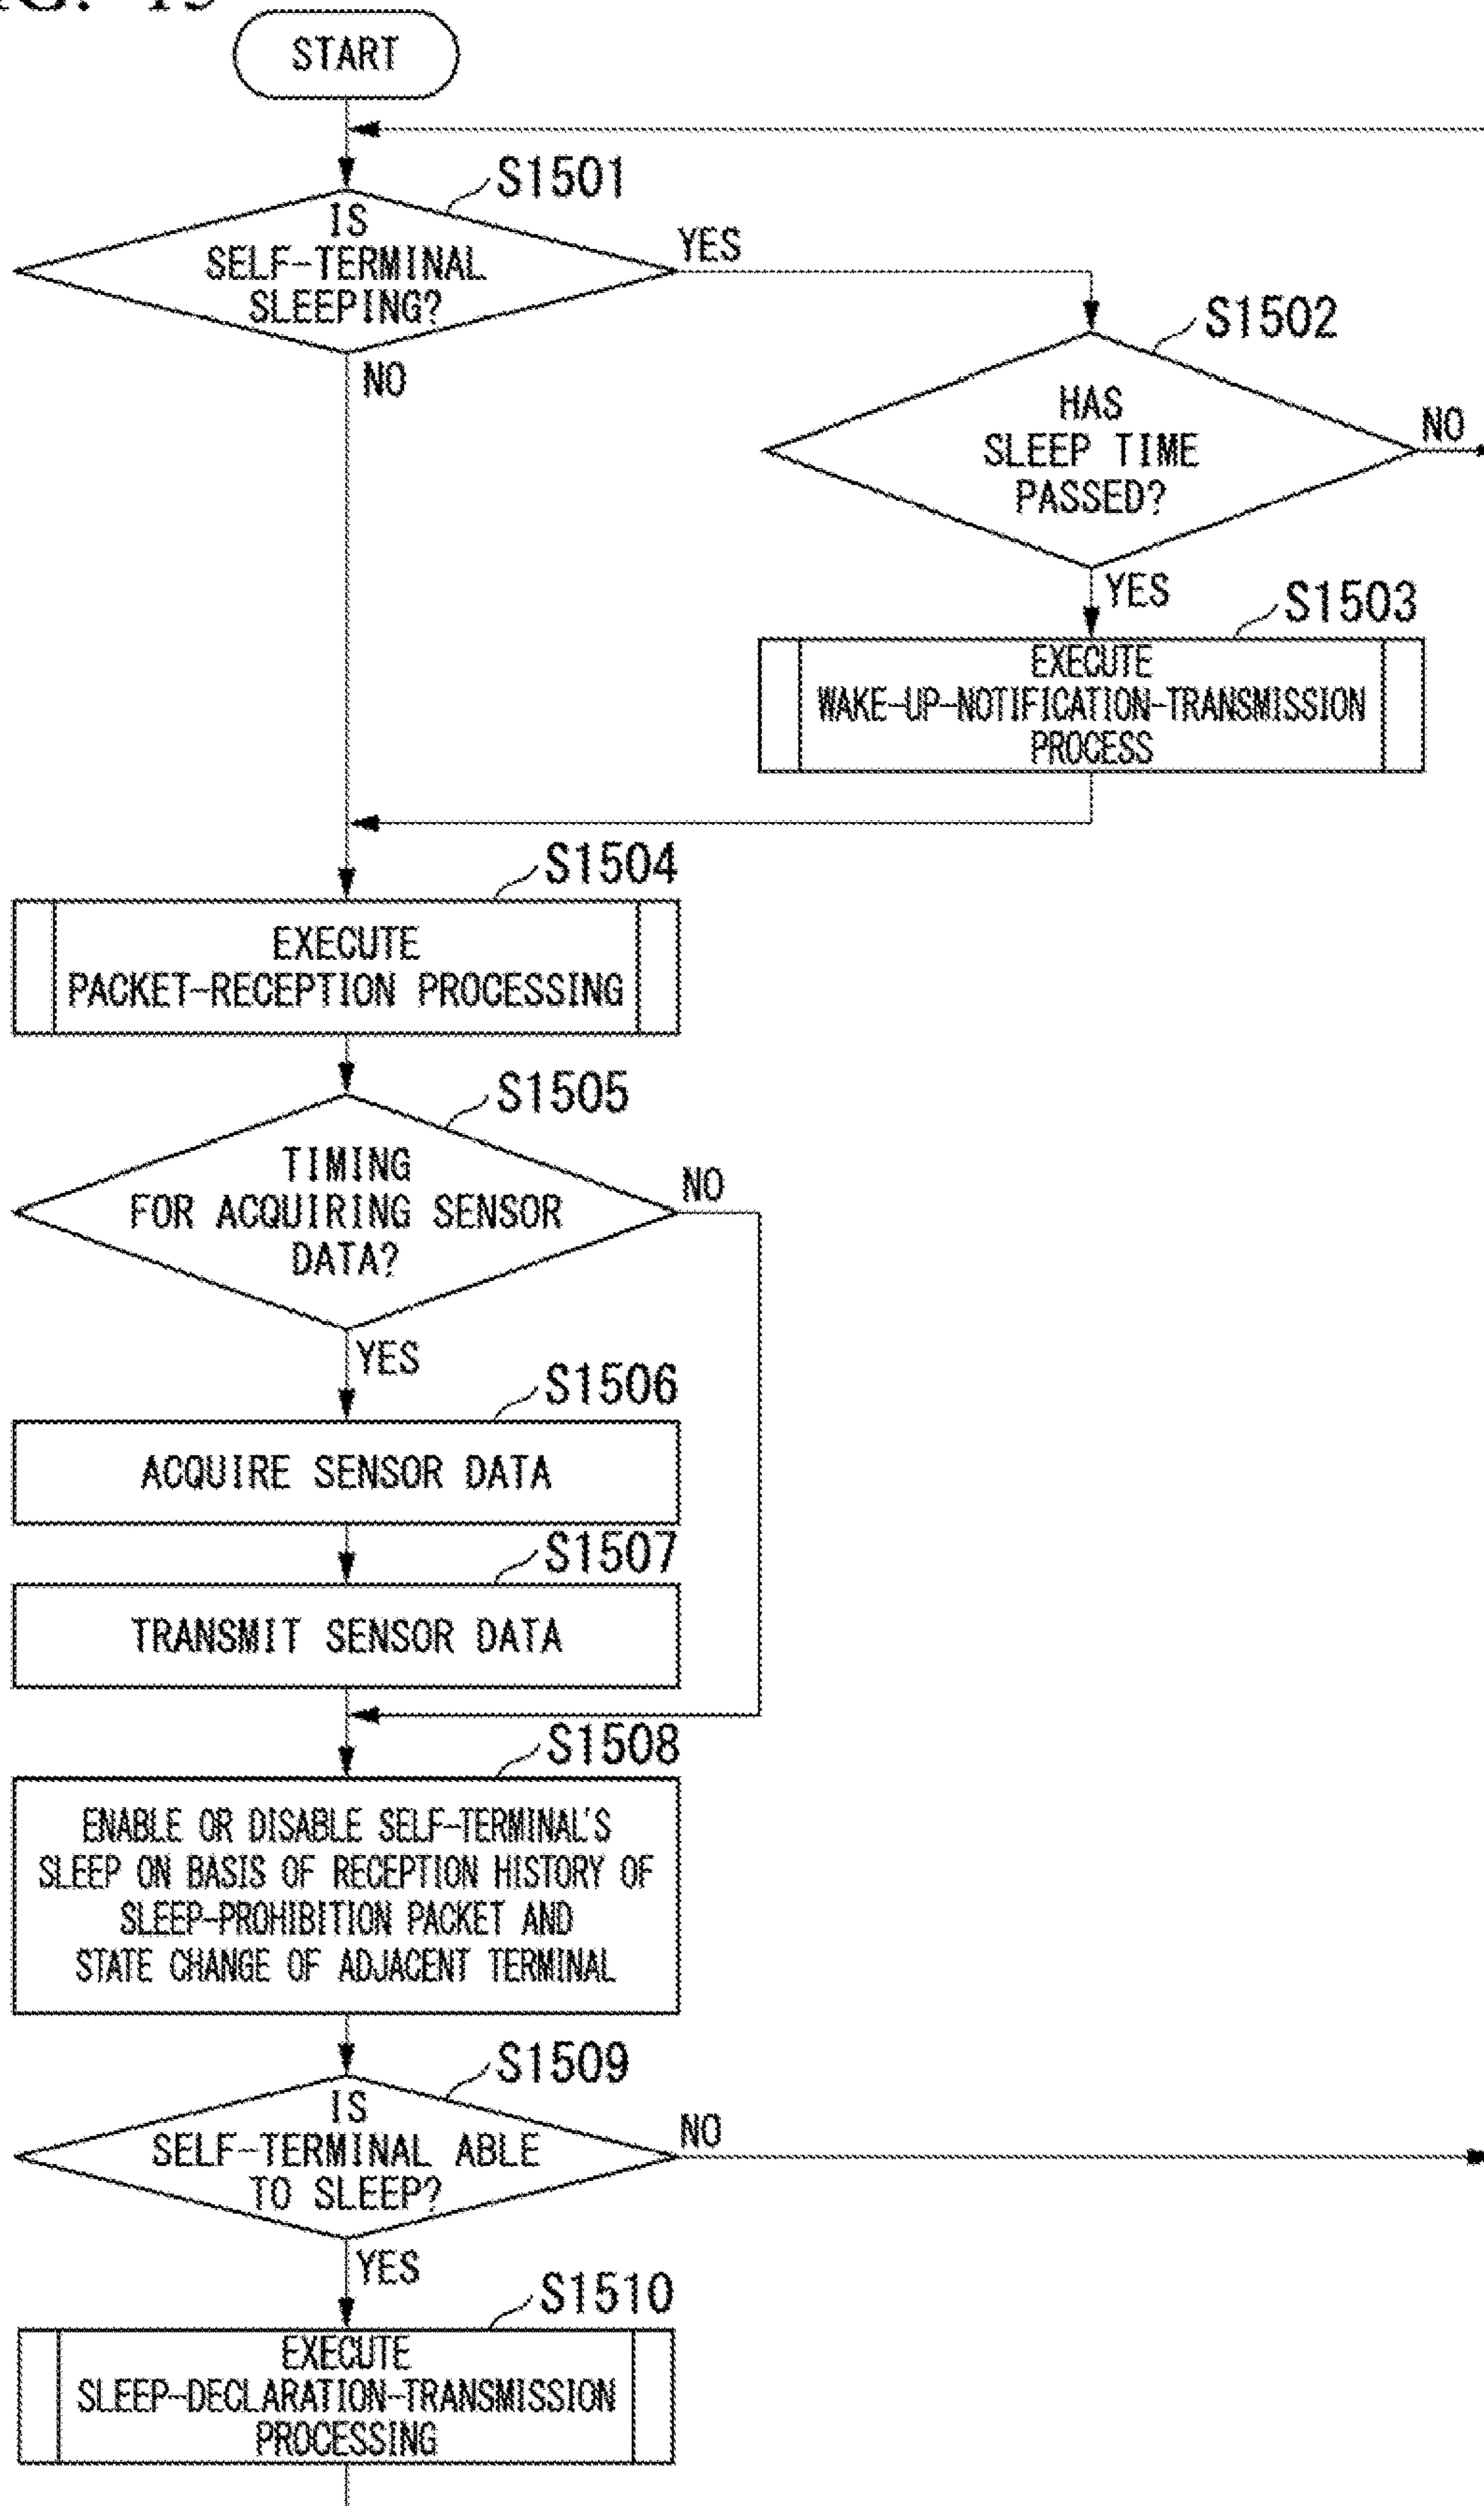 START
S1501
IS
SELF-TERMINAL
SLEEPING?
YES
NO
S1502
HAS
SLEEP TIME
PASSED?
NO
YES
S1503
EXECUTE
WAKE-UP-NOTIFICATION-TRANSMISSION
PROCESS
S1504
EXECUTE
PACKET-RECEPTION PROCESSING
S1505
TIMING
FOR ACQUIRING SENSOR
DATA?
NO
YES
S1506
ACQUIRE SENSOR DATA
S1507
TRANSMIT SENSOR DATA
S1508
ENABLE OR DISABLE SELF-TERMINAL'S
SLEEP ON BASIS OF RECEPTION HISTORY OF
SLEEP-PROHIBITION PACKET AND
STATE CHANGE OF ADJACENT TERMINAL
S1509
IS
SELF-TERMINAL ABLE
TO SLEEP?
NO
YES
S1510
EXECUTE
SLEEP-DECLARATION-TRANSMISSION
PROCESSING